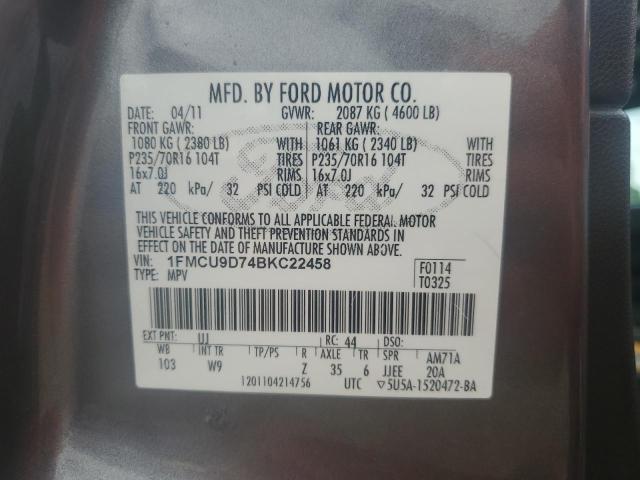 MFD. BY FORD MOTOR CO.
DATE: 04/11 GVWR: 2087 KG ( 4600 LB)
FRONT GAWR: REAR GAWR:
1080 KG ( 2380 LB) WITH 1061 KG ( 2340 LB) WITH
P235/70R16 104T TIRES P235/70R16 104T TIRES
16x7.0J RIMS 16x7.0J RIMS
AT 220 kPa/ 32 PSI COLD AT 220 kPa/ 32 PSI COLD
Ford
THIS VEHICLE CONFORMS TO ALL APPLICABLE FEDERAL MOTOR
VEHICLE SAFETY AND THEFT PREVENTION STANDARDS IN
EFFECT ON THE DATE OF MANUFACTURE SHOWN ABOVE.
VIN: 1FMCU9D74BKC22458 F0114
TYPE: MPV T0325
EXT PNT: UJ RC: 44 DSO:
WB INT TR TP/PS R AXLE TR SPR AM71A
103 W9 Z 35 6 JJEE 20A
1201104214756 UTC ▽5U5A-1520472-BA